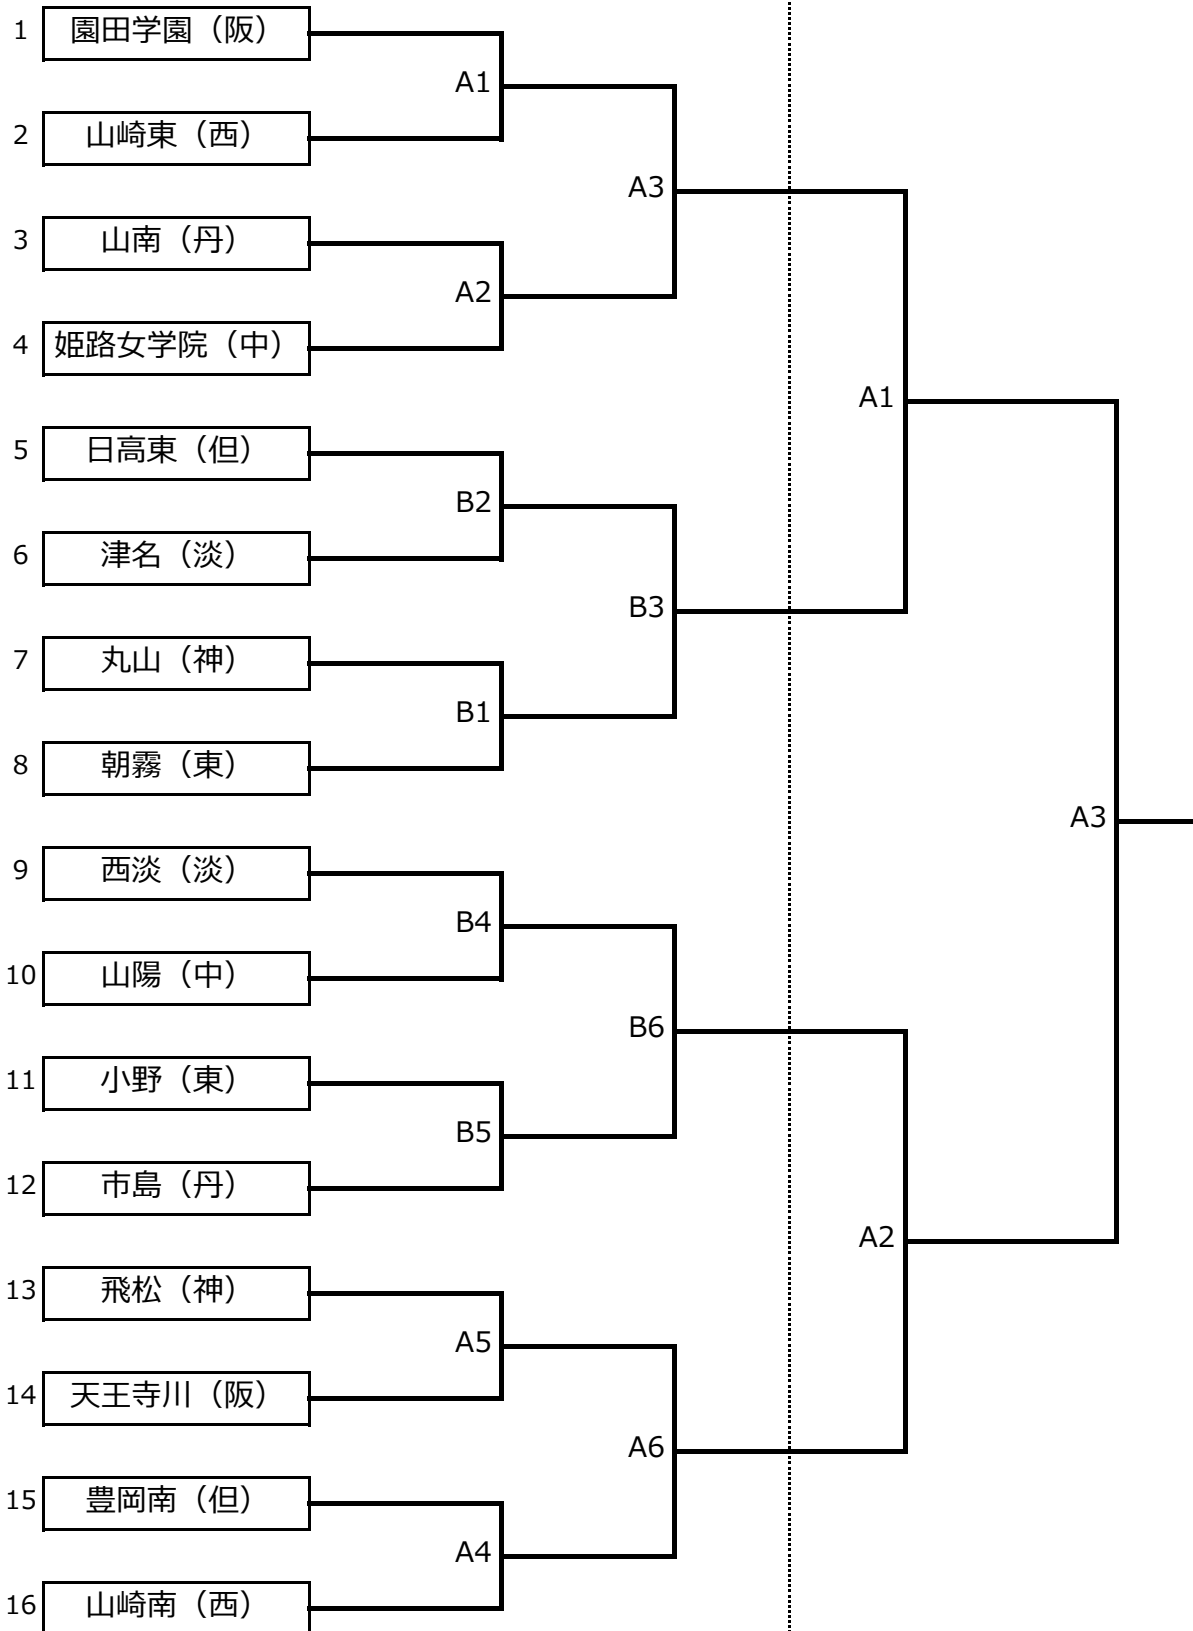 1 園田学園（阪）
A1
2 山崎東（西）
A3
3 山南（丹）
A2
4 姫路女学院（中）
A1
5 日高東（但）
B2
6 津名（淡）
B3
7 丸山（神）
B1
8 朝霧（東）
A3
9 西淡（淡）
B4
10 山陽（中）
B6
11 小野（東）
B5
12 市島（丹）
A2
13 飛松（神）
A5
14 天王寺川（阪）
A6
15 豊岡南（但）
A4
16 山崎南（西）